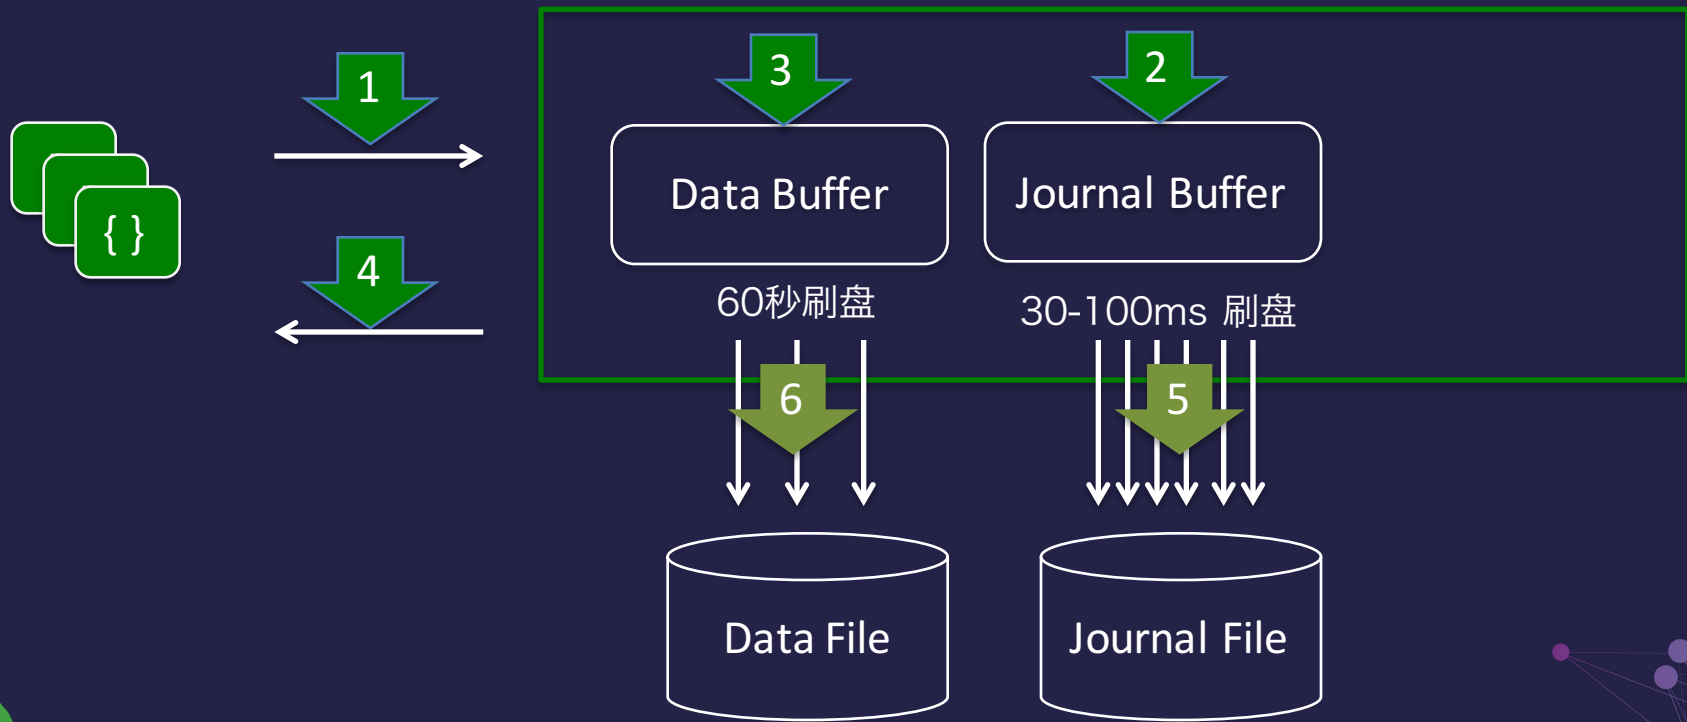 1
3
2
{ }
Data Buffer
Journal Buffer
4
60秒刷盘
30-100ms 刷盘
6
5
Data File
Journal File